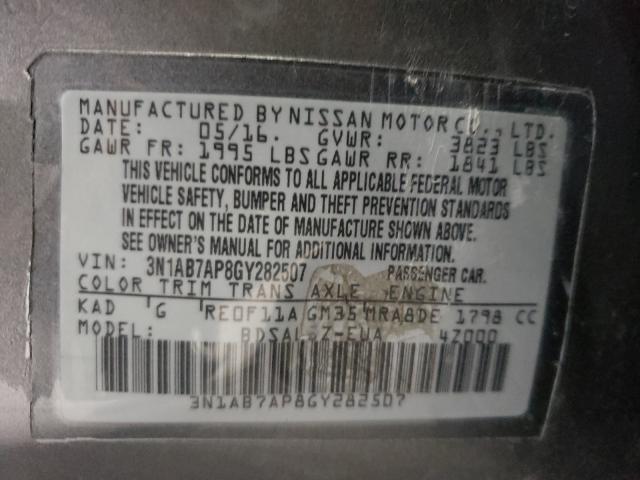 MANUFACTURED BY NISSAN MOTOR CO., LTD.
DATE: 05/16. GVWR: 3823 LBS
GAWR FR: 1995 LBS GAWR RR: 1841 LBS
THIS VEHICLE CONFORMS TO ALL APPLICABLE FEDERAL MOTOR
VEHICLE SAFETY, BUMPER AND THEFT PREVENTION STANDARDS
IN EFFECT ON THE DATE OF MANUFACTURE SHOWN ABOVE.
SEE OWNER'S MANUAL FOR ADDITIONAL INFORMATION.
VIN: 3N1AB7AP8GY282507 PASSENGER CAR.
COLOR TRIM TRANS AXLE ENGINE
KAD G RE0F11A GM35 MRA8DE 1798 CC
MODEL: 4Z000
3N1AB7AP8GY282507